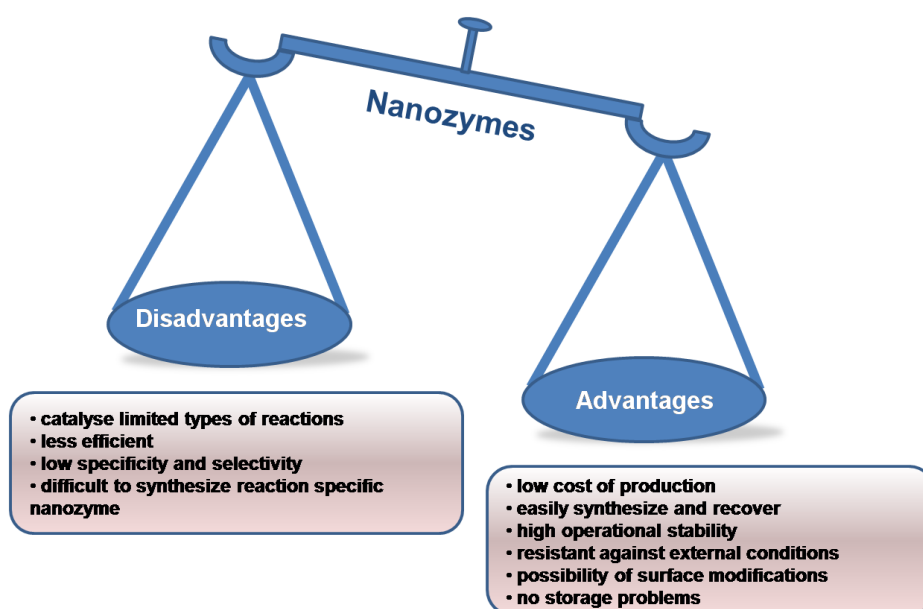 Nanozymes
Disadvantages
• catalyse limited types of reactions
• less efficient
• low specificity and selectivity
• difficult to synthesize reaction specific
nanozyme
Advantages
• low cost of production
• easily synthesize and recover
• high operational stability
• resistant against external conditions
• possibility of surface modifications
• no storage problems